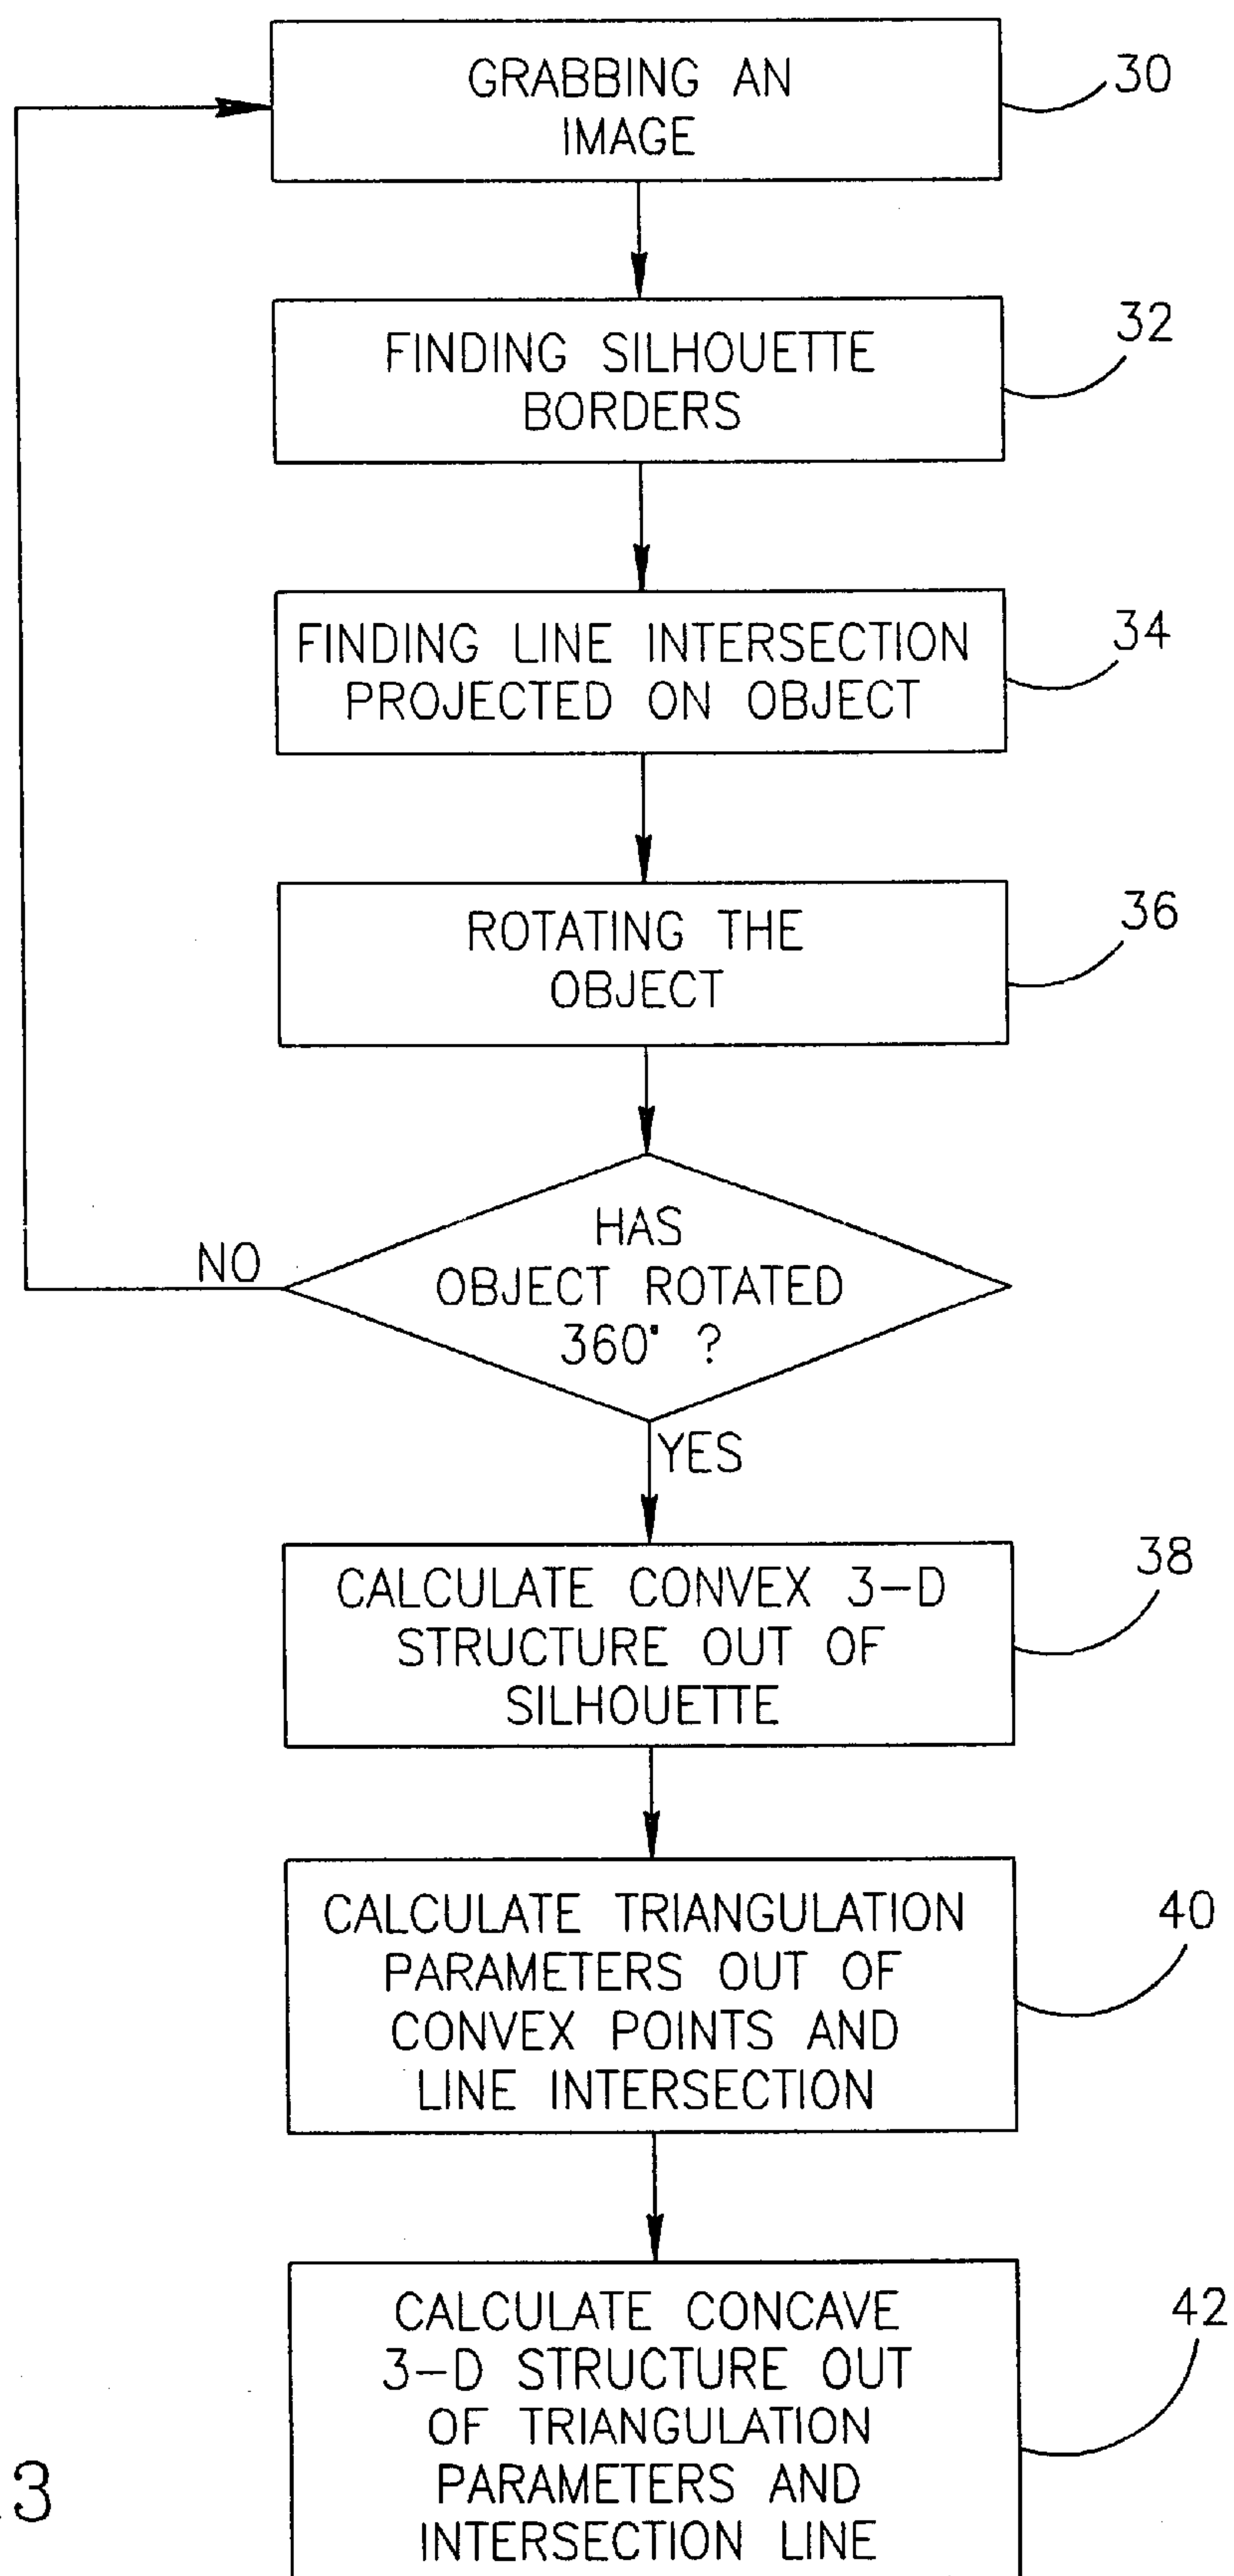 GRABBING AN
IMAGE
30
FINDING SILHOUETTE
BORDERS
32
FINDING LINE INTERSECTION
PROJECTED ON OBJECT
34
ROTATING THE
OBJECT
36
HAS
OBJECT ROTATED
360° ?
NO
YES
CALCULATE CONVEX 3-D
STRUCTURE OUT OF
SILHOUETTE
38
CALCULATE TRIANGULATION
PARAMETERS OUT OF
CONVEX POINTS AND
LINE INTERSECTION
40
CALCULATE CONCAVE
3-D STRUCTURE OUT
OF TRIANGULATION
PARAMETERS AND
INTERSECTION LINE
42
.3